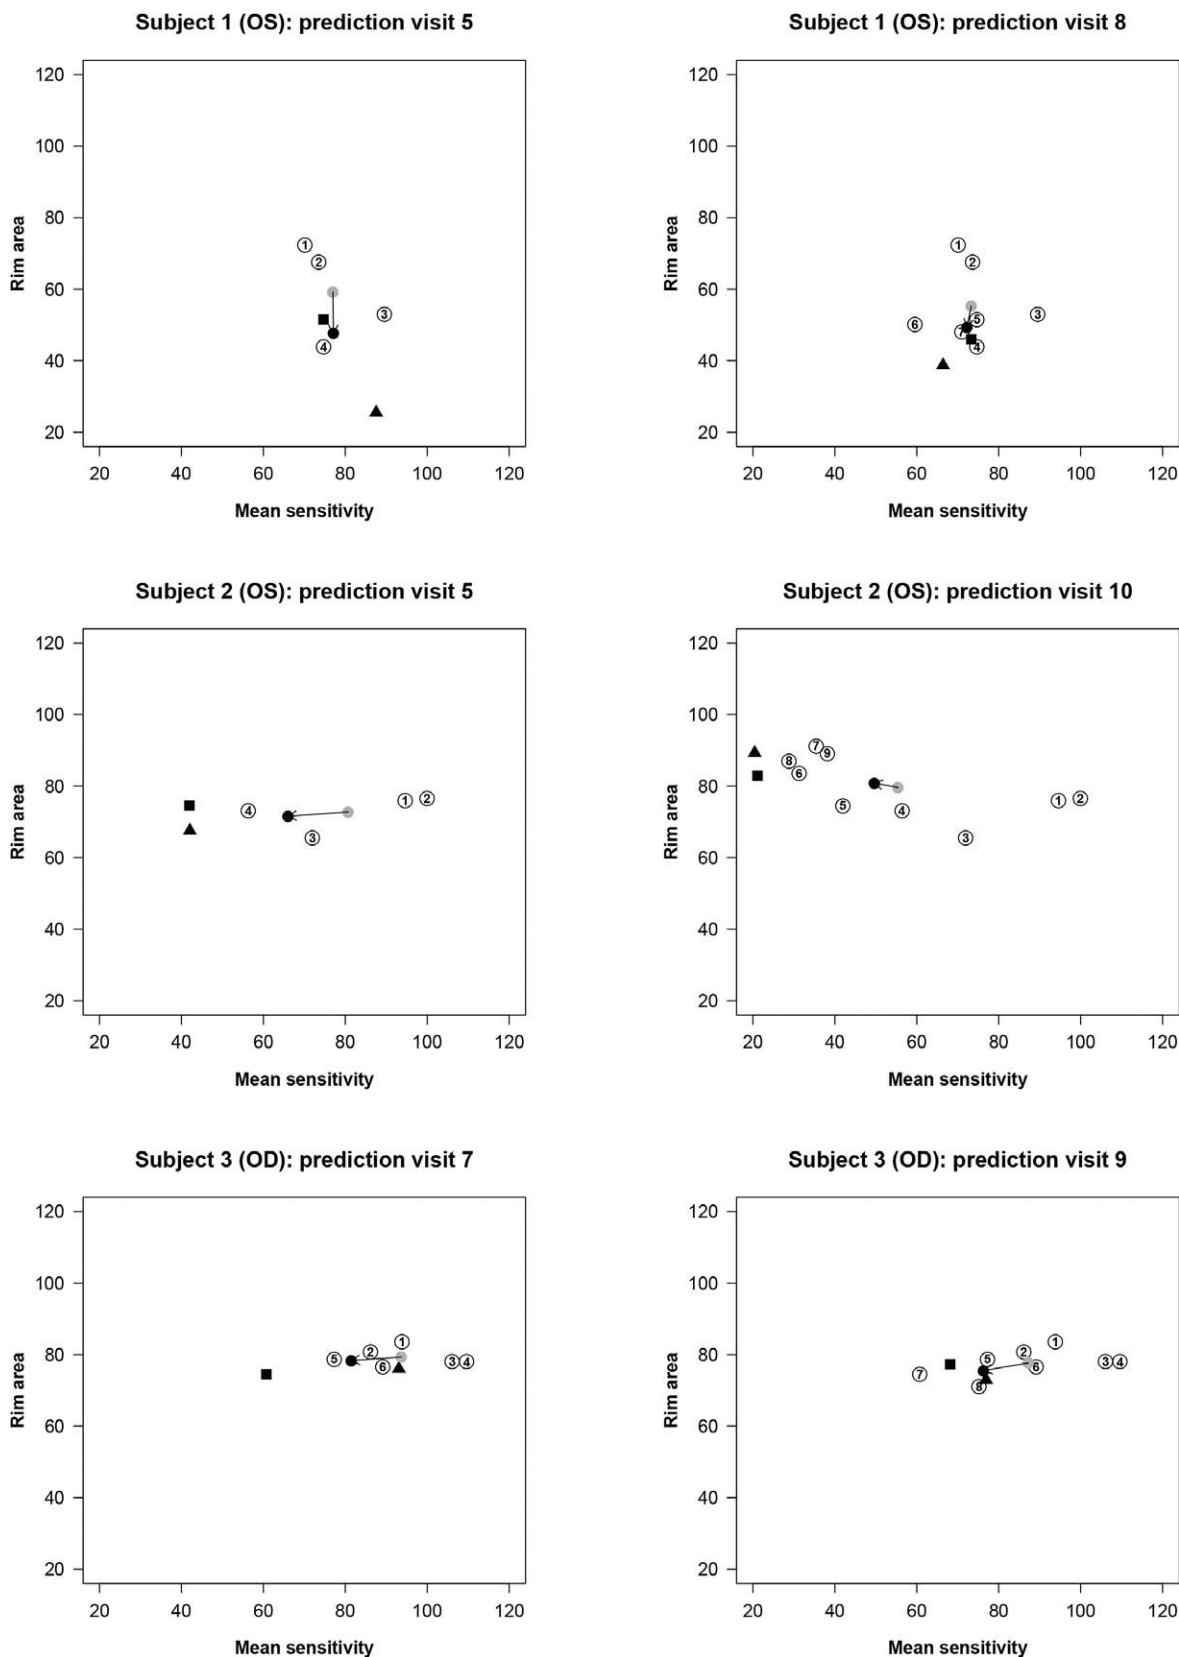 Subject 1 (OS): prediction visit 5
120
100
80
60
40
20
Rim area
1
2
3
4
20 40 60 80 100 120
Mean sensitivity
Subject 1 (OS): prediction visit 8
120
100
80
60
40
20
Rim area
1
2
3
5
6
7
4
20 40 60 80 100 120
Mean sensitivity
Subject 2 (OS): prediction visit 5
120
100
80
60
40
20
Rim area
1 2
4
3
20 40 60 80 100 120
Mean sensitivity
Subject 2 (OS): prediction visit 10
120
100
80
60
40
20
Rim area
7
9
8
6
5
4
3
1 2
20 40 60 80 100 120
Mean sensitivity
Subject 3 (OD): prediction visit 7
120
100
80
60
40
20
Rim area
1
2
5
6
3 4
20 40 60 80 100 120
Mean sensitivity
Subject 3 (OD): prediction visit 9
120
100
80
60
40
20
Rim area
1
2
5
6
3 4
7
8
20 40 60 80 100 120
Mean sensitivity